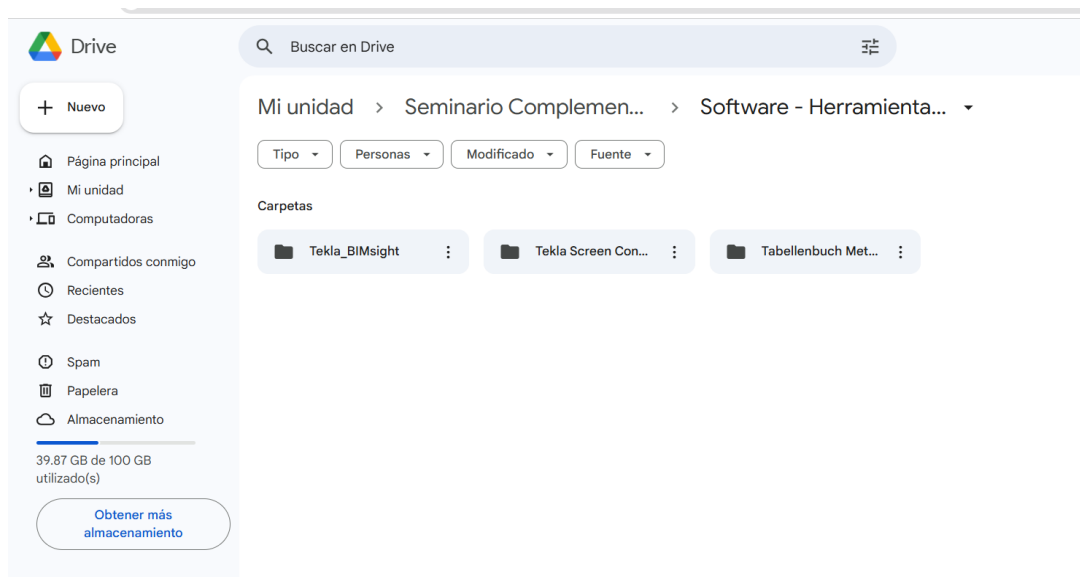 Drive
Buscar en Drive
Nuevo
Mi unidad > Seminario Complemen... > Software - Herramienta...
Tipo Personas Modificado Fuente
Página principal
Mi unidad
Computadoras
Carpetas
Tekla_BIMsight Tekla Screen Con... Tabellenbuch Met...
Compartidos conmigo
Recientes
Destacados
Spam
Papelera
Almacenamiento
39.87 GB de 100 GB
utilizado(s)
Obtener más
almacenamiento